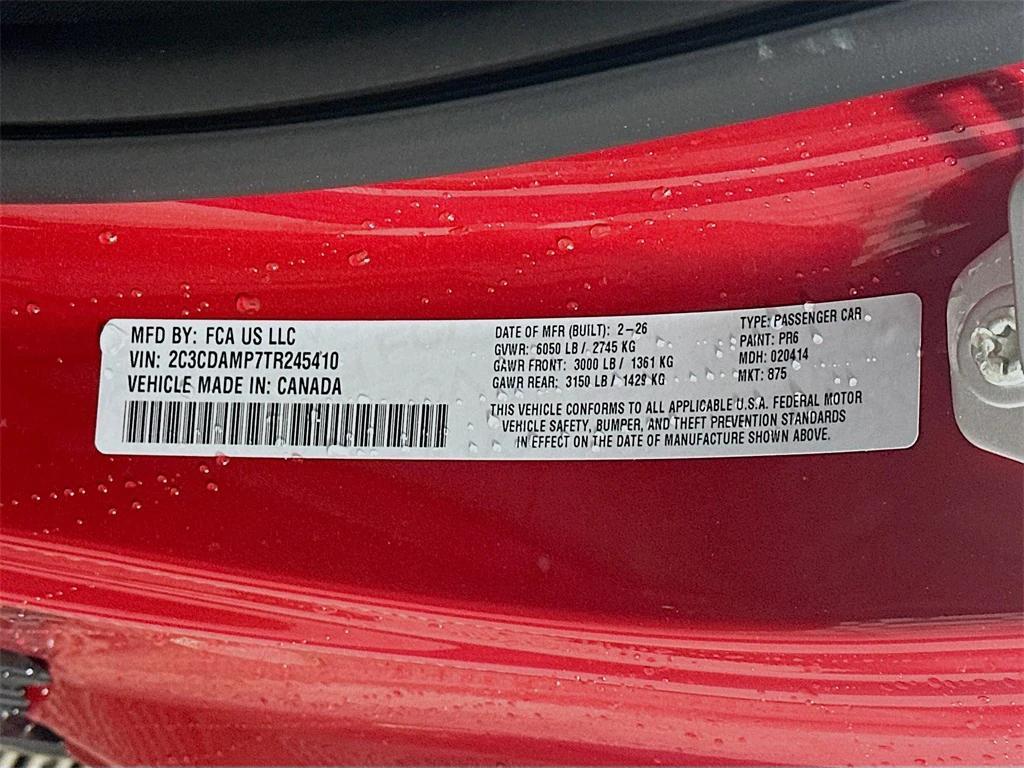 MFD BY: FCA US LLC
VIN: 2C3CDAMP7TR245410
VEHICLE MADE IN: CANADA
DATE OF MFR (BUILT): 2-26
GVWR: 6050 LB / 2745 KG
GAWR FRONT: 3000 LB / 1361 KG
GAWR REAR: 3150 LB / 1429 KG
TYPE: PASSENGER CAR
PAINT: PR6
MDH: 020414
MKT: 875
THIS VEHICLE CONFORMS TO ALL APPLICABLE U.S.A. FEDERAL MOTOR
VEHICLE SAFETY, BUMPER, AND THEFT PREVENTION STANDARDS
IN EFFECT ON THE DATE OF MANUFACTURE SHOWN ABOVE.